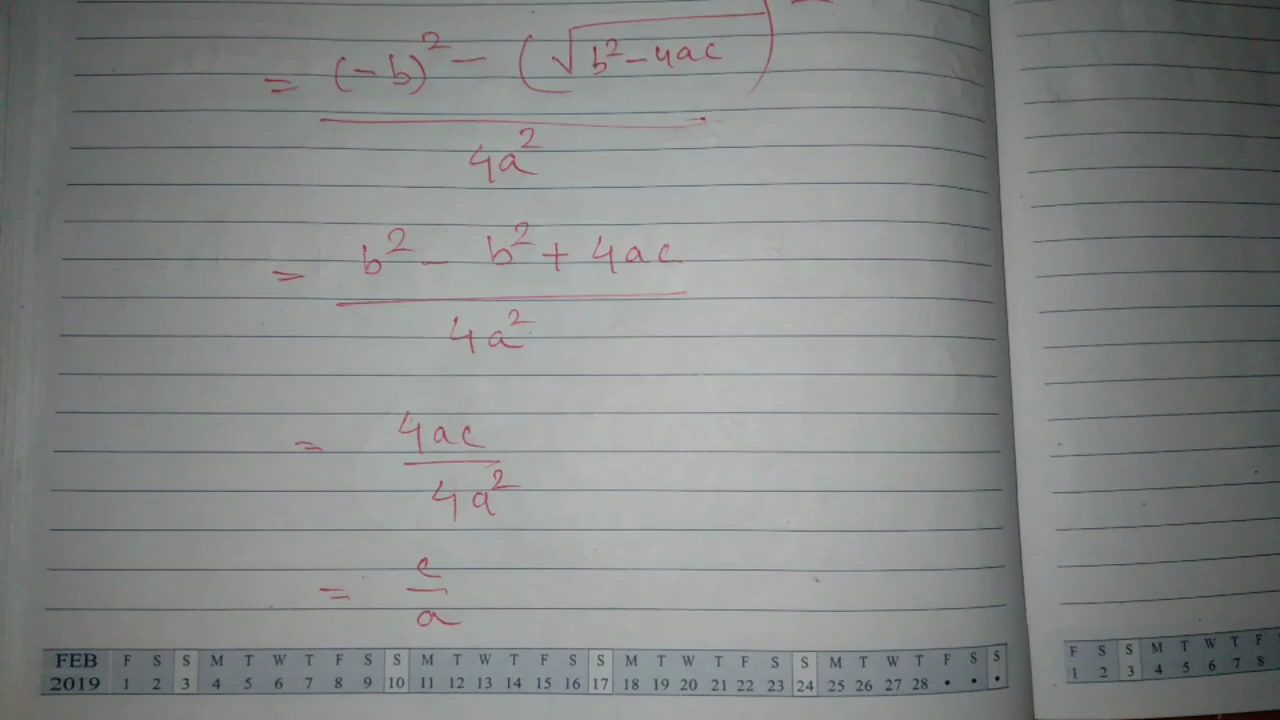 = (-b)² - (√b²-4ac)
4a²
= b² - b² + 4ac
4a²
= 4ac
4a²
= c
a
FEB F S S M T W T F S S M T W T F S S M T W T F S S M T W T F S S
2019 1 2 3 4 5 6 7 8 9 10 11 12 13 14 15 16 17 18 19 20 21 22 23 24 25 26 27 28 • • •
F S S M T W T F
1 2 3 4 5 6 7 8